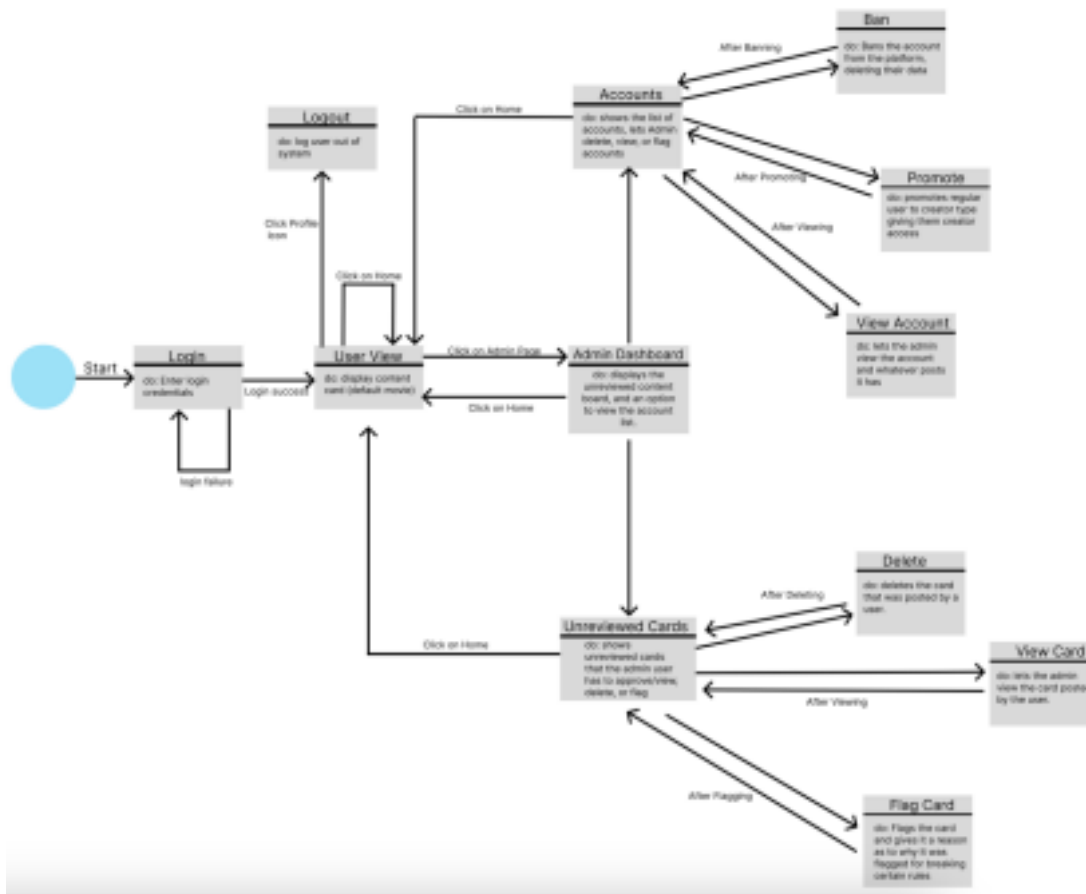 Ban
do: Bans the account
from the platform,
deleting their data
After Banning
Accounts
do: shows the list of
accounts, lets Admin
delete, view, or flag
accounts
Click on Home
Logout
do: log user out of
system
After Promoting
Promote
do: promotes regular
user to creator type
giving them creator
access
After Viewing
Click Profile
Icon
Click on Home
View Account
do: lets the admin
view the account
and whatever posts
it has
Start
Login
do: Enter login
credentials
Login success
login failure
User View
do: display content
card (default movie)
Click on Admin Page
Click on Home
Admin Dashboard
do: displays the
unreviewed content
board, and an option
to view the account
list.
Delete
do: deletes the card
that was posted by a
user.
After Deleting
Click on Home
Unreviewed Cards
do: shows
unreviewed cards
that the admin user
has to approve/view,
delete, or flag
View Card
do: lets the admin
view the card posted
by the user.
After Viewing
After Flagging
Flag Card
do: Flags the card
and gives it a reason
as to why it was
flagged for breaking
certain rules